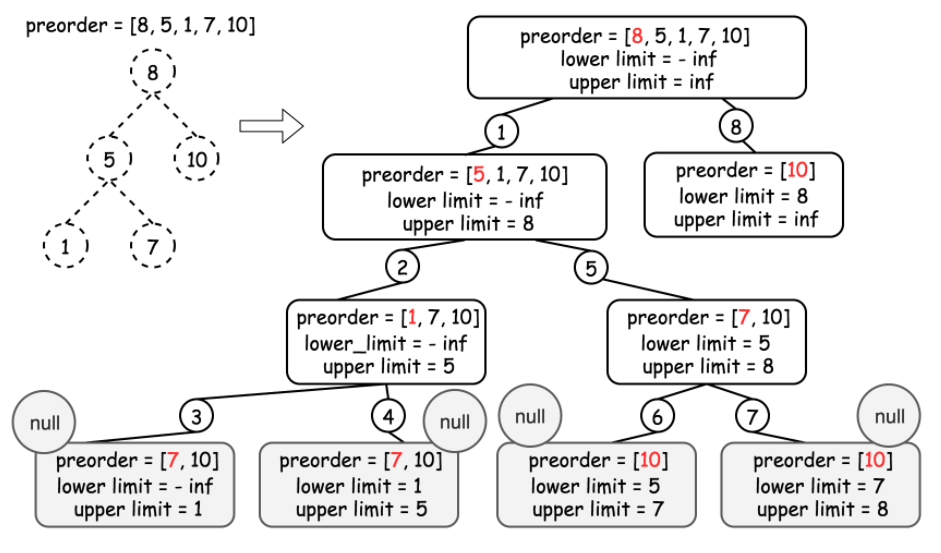 preorder = [8, 5, 1, 7, 10]
8
5
10
1
7
preorder = [8, 5, 1, 7, 10]
lower limit = - inf
upper limit = inf
1
8
preorder = [5, 1, 7, 10]
lower limit = - inf
upper limit = 8
preorder = [10]
lower limit = 8
upper limit = inf
2
5
preorder = [1, 7, 10]
lower_limit = - inf
upper limit = 5
preorder = [7, 10]
lower limit = 5
upper limit = 8
3
4
6
7
null
preorder = [7, 10]
lower limit = - inf
upper limit = 1
null
preorder = [7, 10]
lower limit = 1
upper limit = 5
null
preorder = [10]
lower limit = 5
upper limit = 7
null
preorder = [10]
lower limit = 7
upper limit = 8